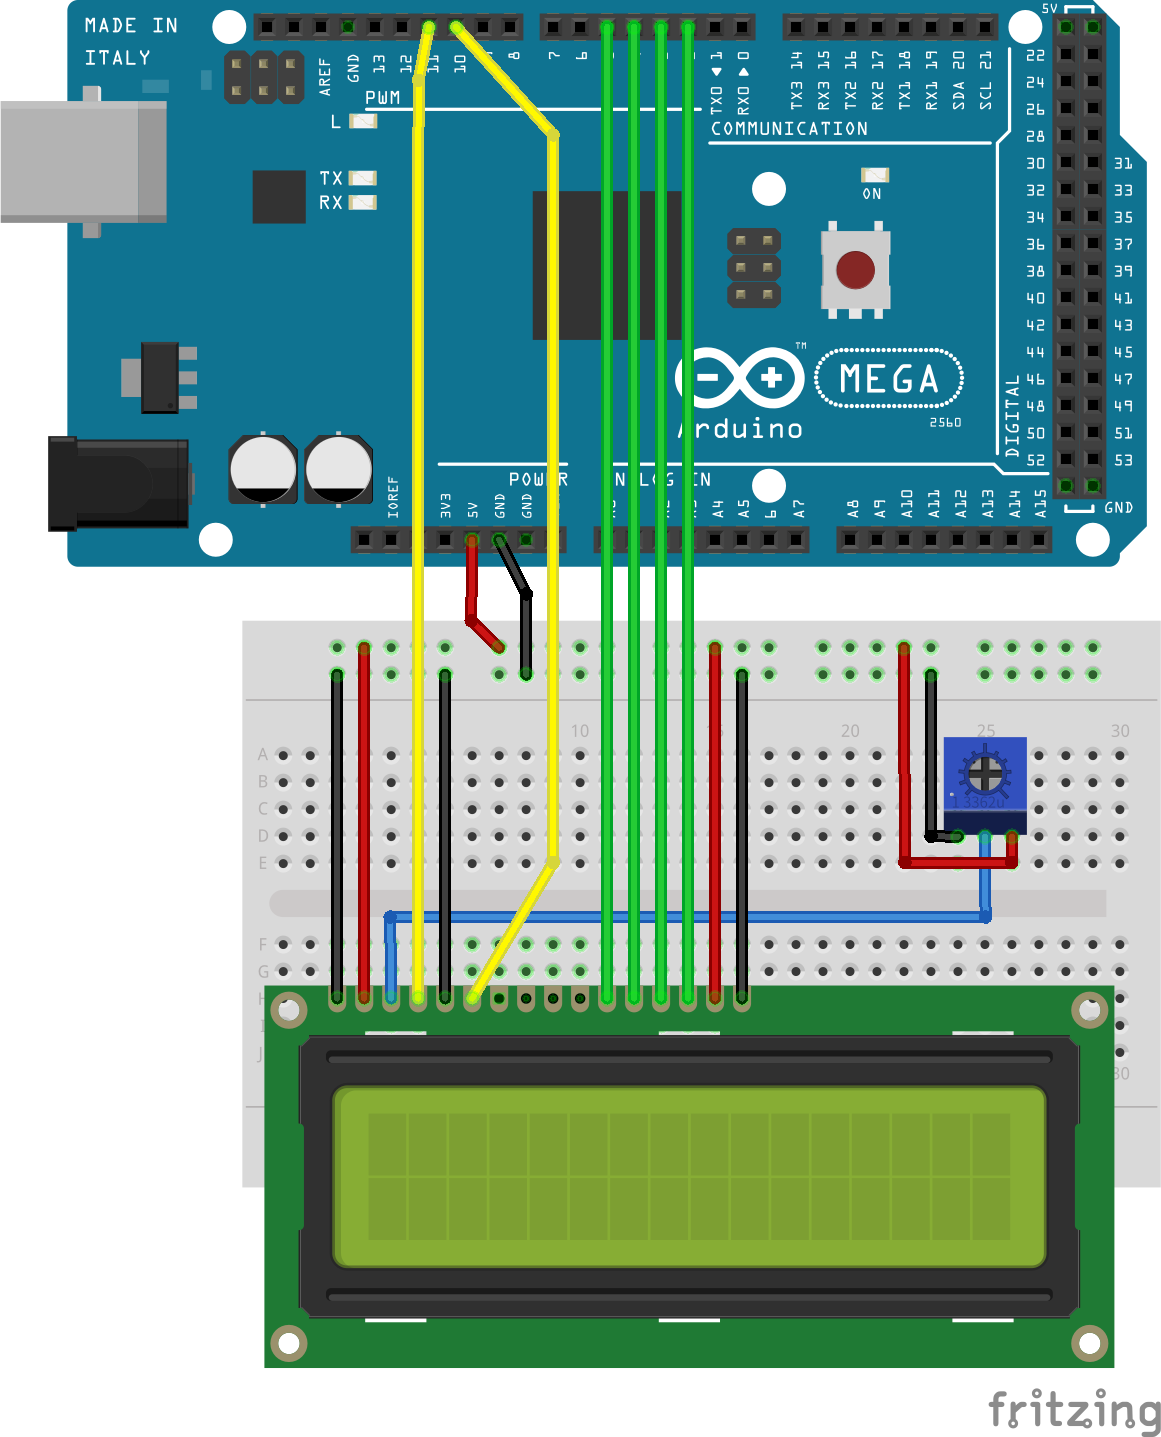 MADE IN
ITALY
5V
AREF
GND
13
12
11
10
8
7
6
TX0 1
RX0 0
TX3 14
RX3 15
TX2 16
RX2 17
TX1 18
RX1 19
SDA 20
SCL 21
PWM
COMMUNICATION
L
TX
RX
ON
22
24
26
28
30 31
32 33
34 35
36 37
38 39
40 41
42 43
44 45
46 47
48 49
50 51
52 53
DIGITAL
GND
TM
MEGA
2560
Arduino
POWER
IOREF
3V3
5V
GND
GND
A4
A5
6
A7
A8
A9
A10
A11
A12
A13
A14
A15
10
20
25
30
A
B
C
D
E
F
G
H
I
J
30
1 3362u
fritzing